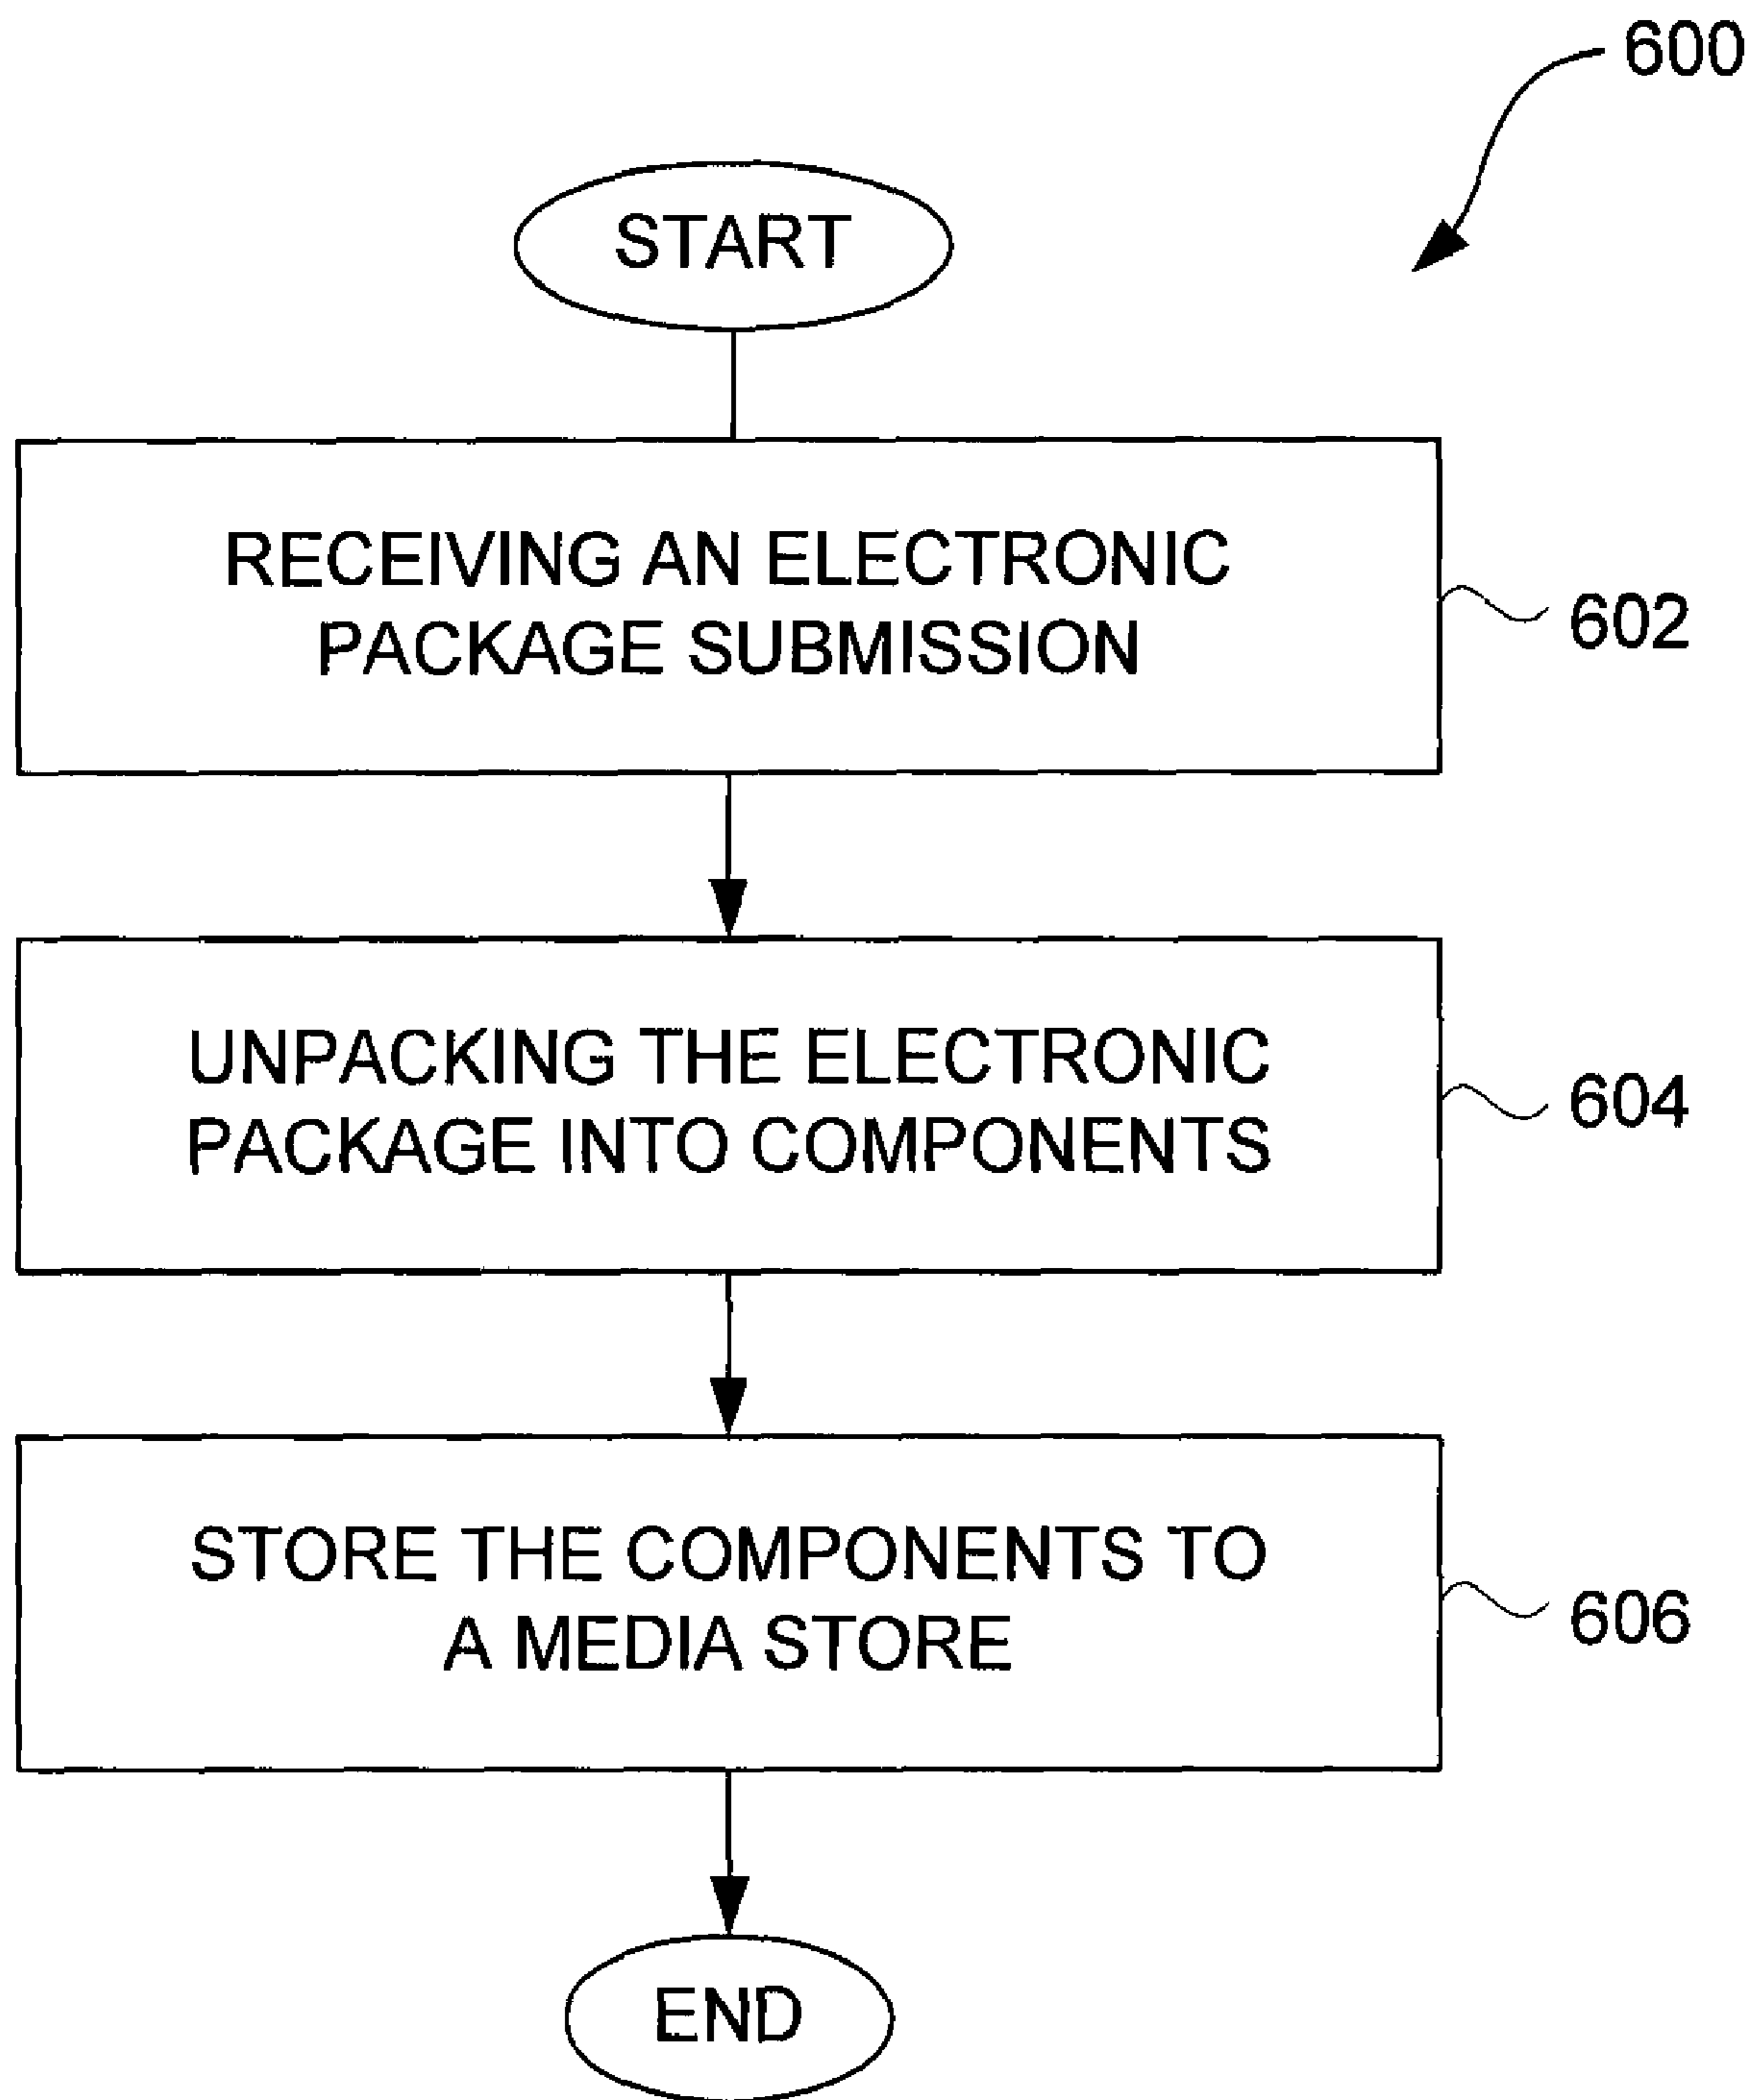 600
START
RECEIVING AN ELECTRONIC
PACKAGE SUBMISSION
602
UNPACKING THE ELECTRONIC
PACKAGE INTO COMPONENTS
604
STORE THE COMPONENTS TO
A MEDIA STORE
606
END